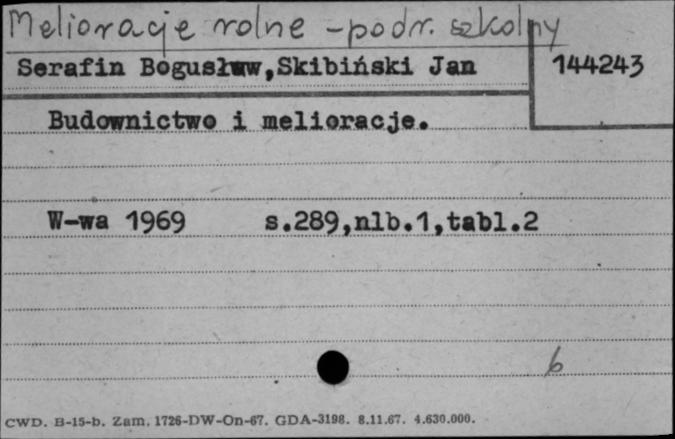 Melioracje rolne - podr. szkolny
Serafin Bogusław, Skibiński Jan
144243
Budownictwo i melioracje.
W-wa 1969 s.289,nlb.1,tabl.2
6
CWD. B-15-b. Zam. 1726-DW-On-67. GDA-3198. 8.11.67. 4.630.000.